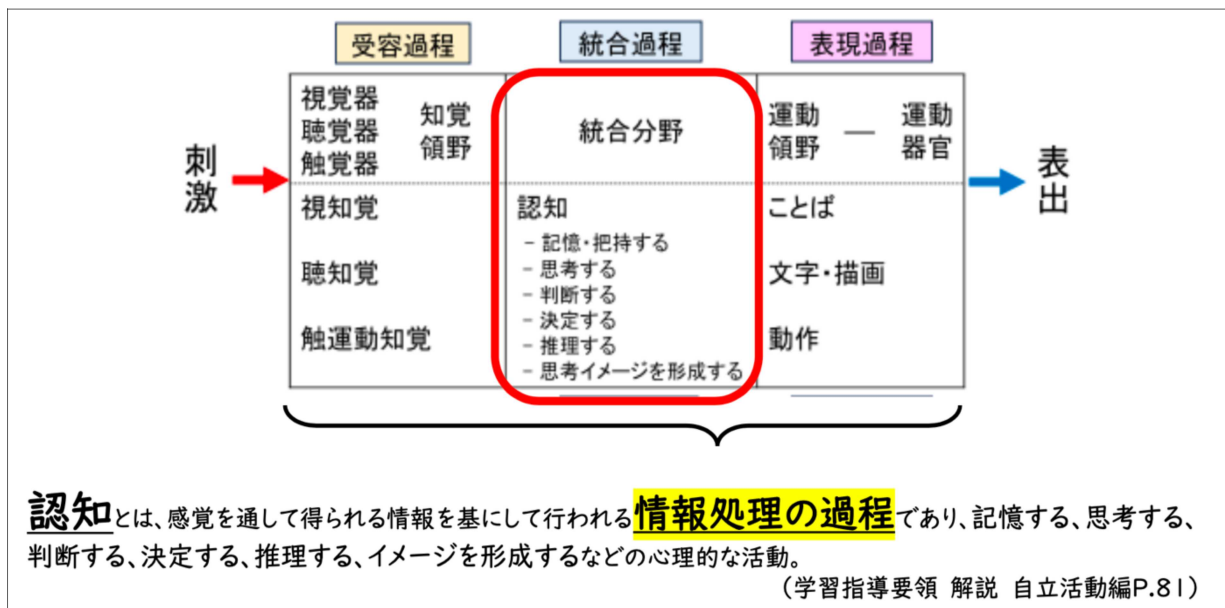 受容過程 統合過程 表現過程
刺激
視覚器
聴覚器
触覚器
知覚
領野
統合分野
運動
領野
―
運動
器官
視知覚
聴知覚
触運動知覚
認知
- 記憶・把持する
- 思考する
- 判断する
- 決定する
- 推理する
- 思考イメージを形成する
ことば
文字・描画
動作
表出
認知とは、感覚を通して得られる情報を基にして行われる情報処理の過程であり、記憶する、思考する、
判断する、決定する、推理する、イメージを形成するなどの心理的な活動。
(学習指導要領 解説 自立活動編P.81)